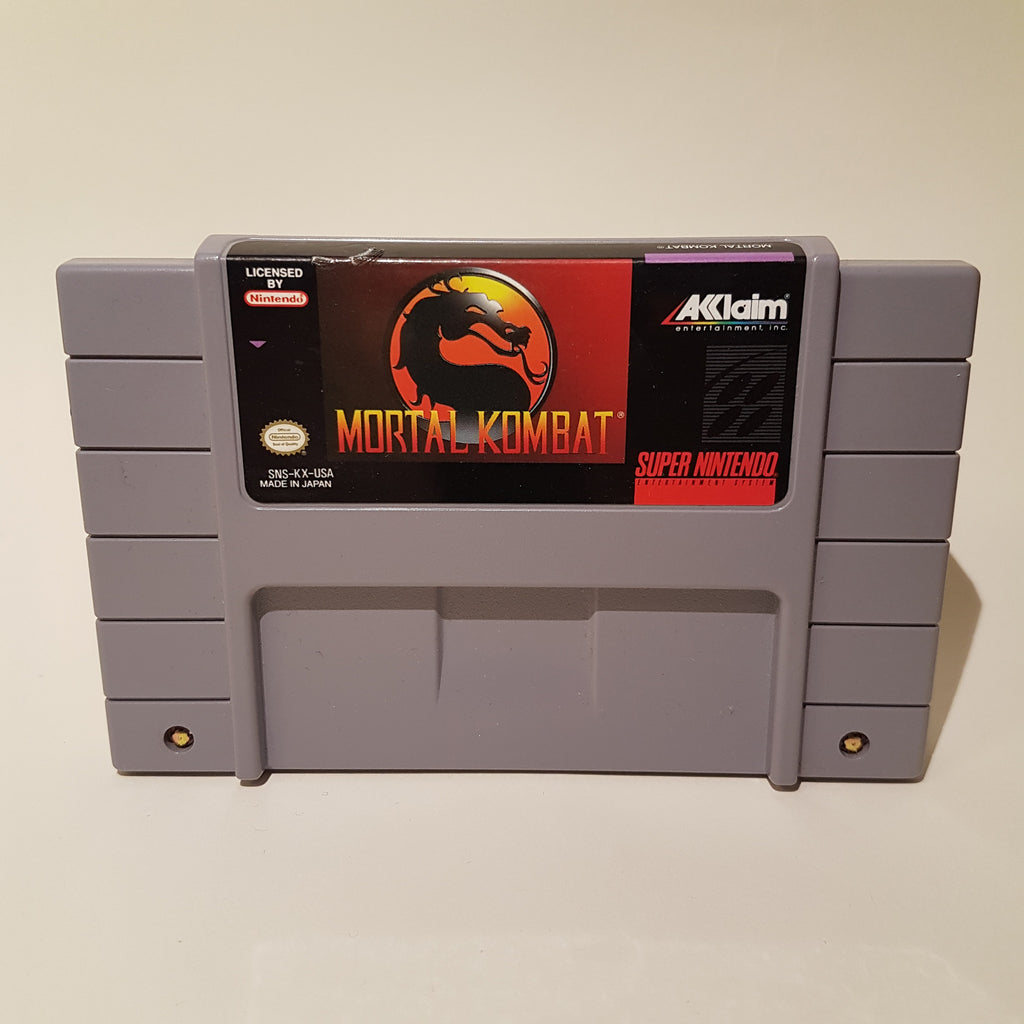 MORTAL KOMBAT®
LICENSED
BY
Nintendo®
AKKlaim®
entertainment, inc.
MORTAL KOMBAT®
Official
Nintendo
Seal of Quality
SNS-KX-USA
MADE IN JAPAN
SUPER NINTENDO
ENTERTAINMENT SYSTEM